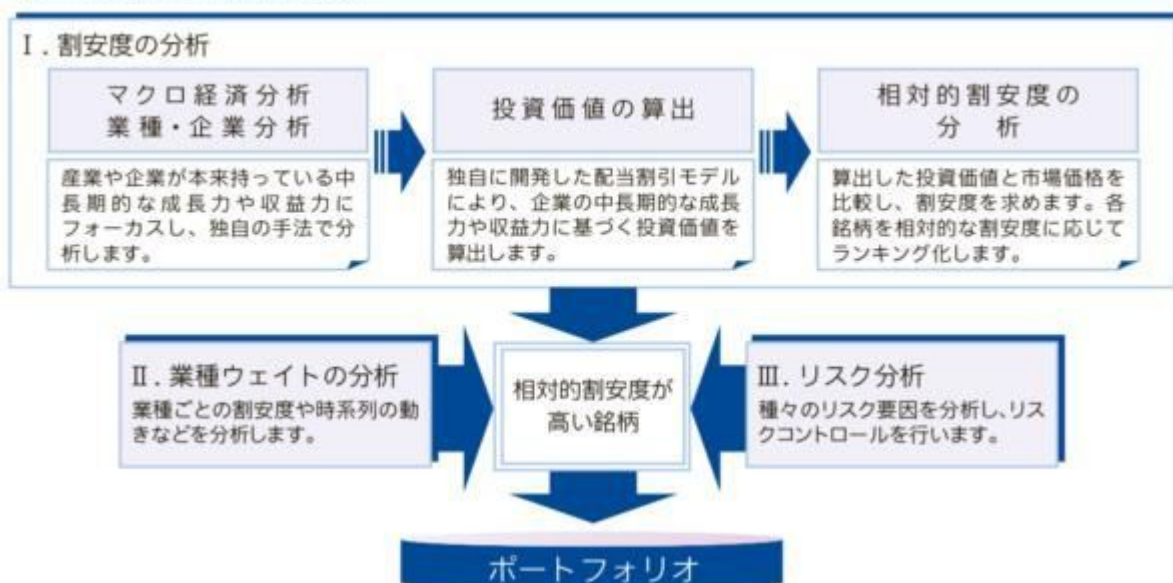 Ⅰ. 割安度の分析
マクロ経済分析
業種・企業分析
産業や企業が本来持っている中
長期的な成長力や収益力に
フォーカスし、独自の手法で分
析します。
投資価値の算出
独自に開発した配当割引モデル
により、企業の中長期的な成長
力や収益力に基づく投資価値を
算出します。
相対的割安度の
分 析
算出した投資価値と市場価格を
比較し、割安度を求めます。各
銘柄を相対的な割安度に応じて
ランキング化します。
Ⅱ. 業種ウェイトの分析
業種ごとの割安度や時系列の動
きなどを分析します。
相対的割安度が
高い銘柄
Ⅲ. リスク分析
種々のリスク要因を分析し、リス
クコントロールを行います。
ポートフォリオ